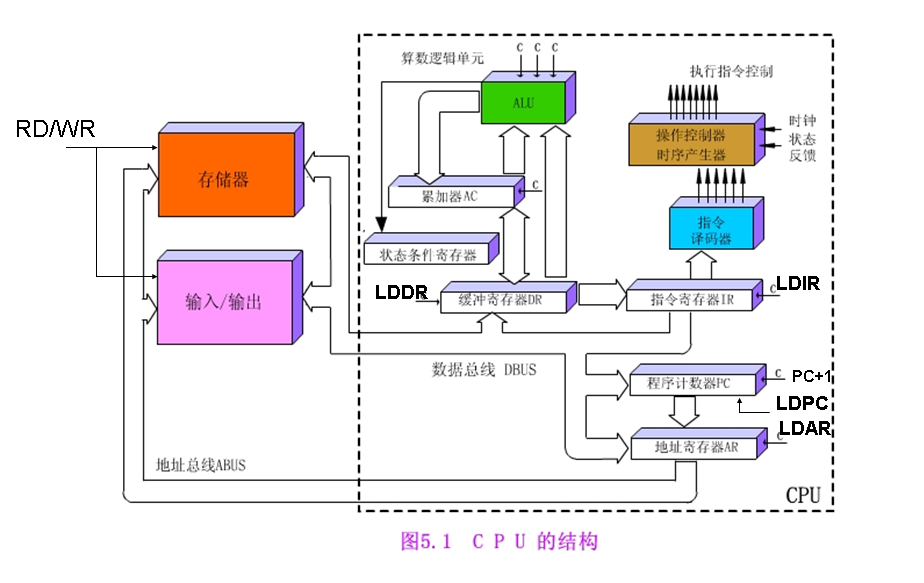 算数逻辑单元
C C C
ALU
执行指令控制
RD/WR
操作控制器
时序产生器
时钟
状态
反馈
存储器
累加器AC
C
指令
译码器
状态条件寄存器
输入/输出
LDDR
C
缓冲寄存器DR
指令寄存器IR
C
LDIR
数据总线 DBUS
程序计数器PC
C
PC+1
LDPC
LDAR
地址寄存器AR
C
地址总线ABUS
CPU
图5.1 C P U 的结构